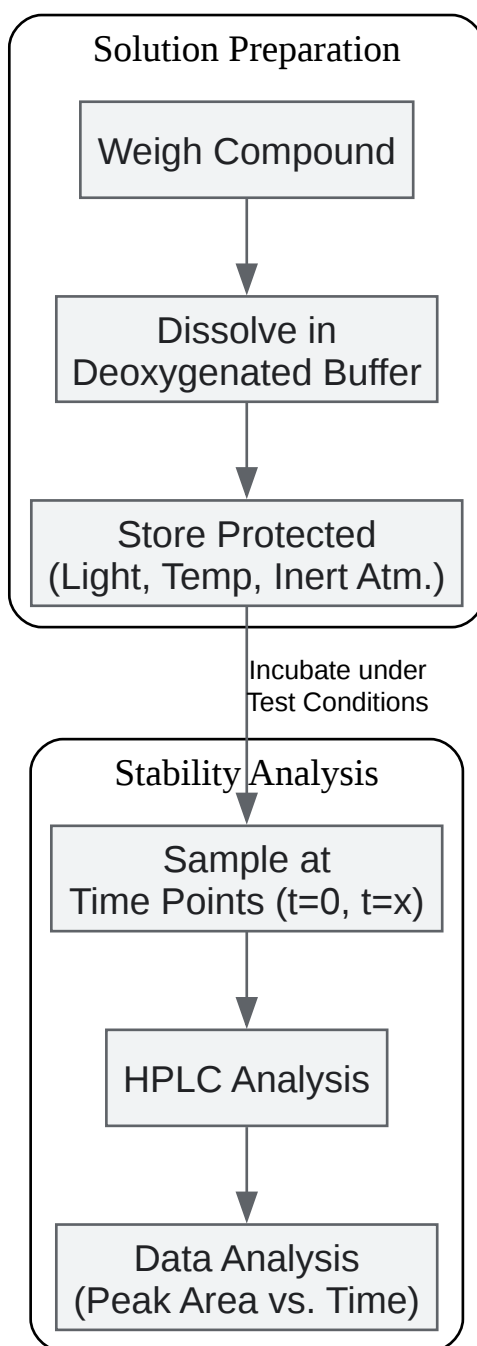 Solution Preparation
Weigh Compound
Dissolve in
Deoxygenated Buffer
Store Protected
(Light, Temp, Inert Atm.)
Incubate under
Test Conditions
Stability Analysis
Sample at
Time Points (t=0, t=x)
HPLC Analysis
Data Analysis
(Peak Area vs. Time)